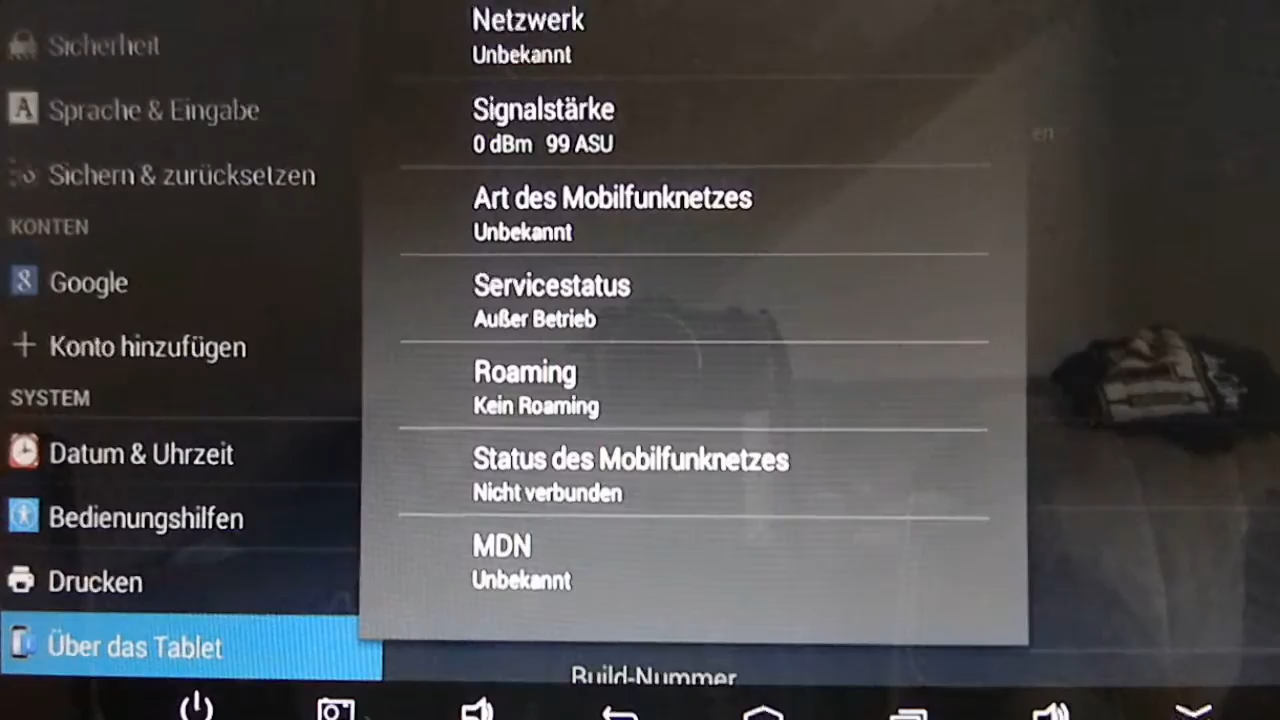 Sicherheit
Sprache & Eingabe
Sichern & zurücksetzen
KONTEN
Google
Konto hinzufügen
SYSTEM
Datum & Uhrzeit
Bedienungshilfen
Drucken
Über das Tablet
Netzwerk
Unbekannt
Signalstärke
0 dBm 99 ASU
Art des Mobilfunknetzes
Unbekannt
Servicestatus
Außer Betrieb
Roaming
Kein Roaming
Status des Mobilfunknetzes
Nicht verbunden
MDN
Unbekannt
en
Build-Nummer